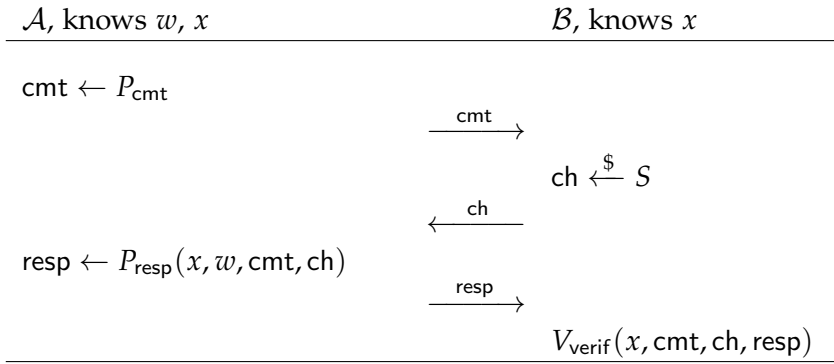 𝒜, knows w, x ℬ, knows x
cmt ← P_cmt
cmt
ch ←$ S
ch
resp ← P_resp(x, w, cmt, ch)
resp
V_verif(x, cmt, ch, resp)